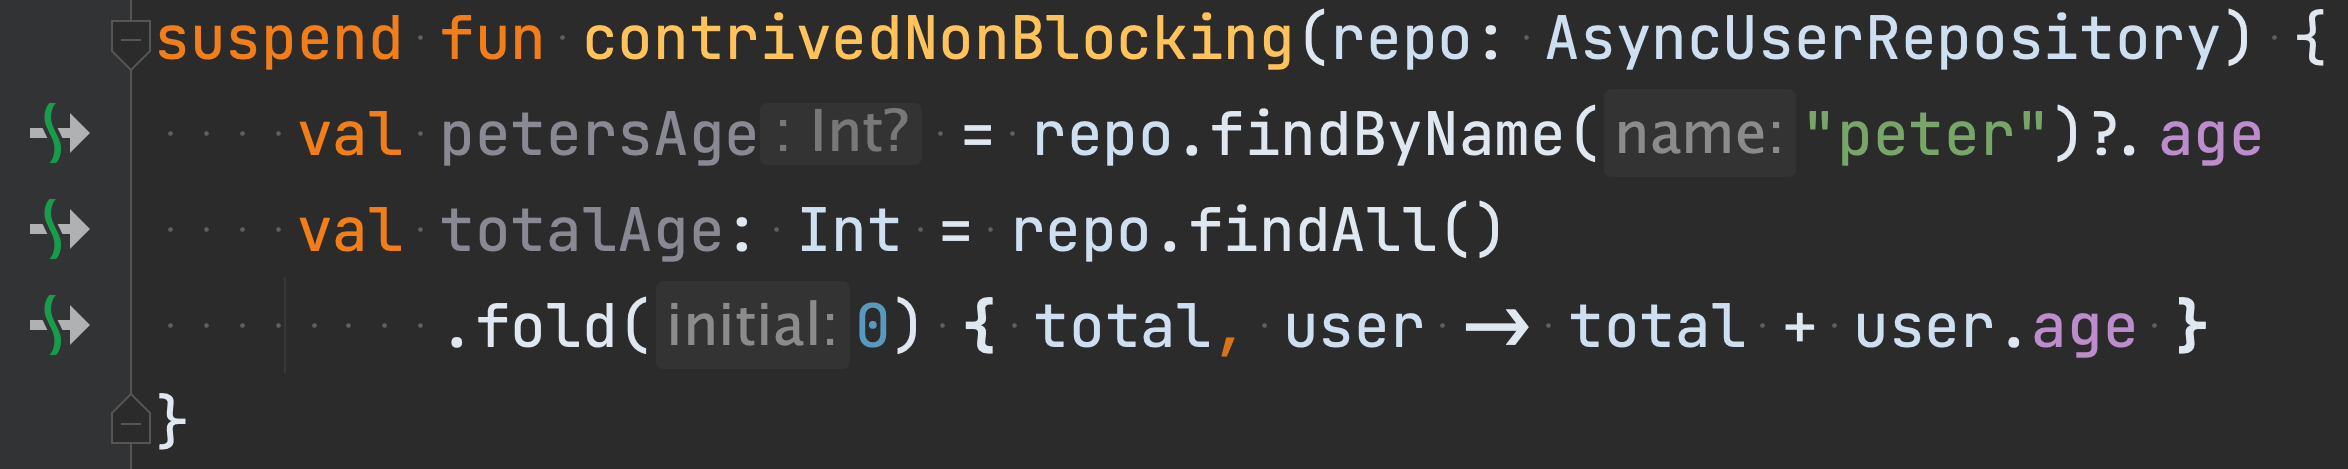 suspend fun contrivedNonBlocking(repo: AsyncUserRepository) {
val petersAge: Int? = repo.findByName(name: "peter")?.age
val totalAge: Int = repo.findAll()
.fold(initial: 0) { total, user -> total + user.age }
}